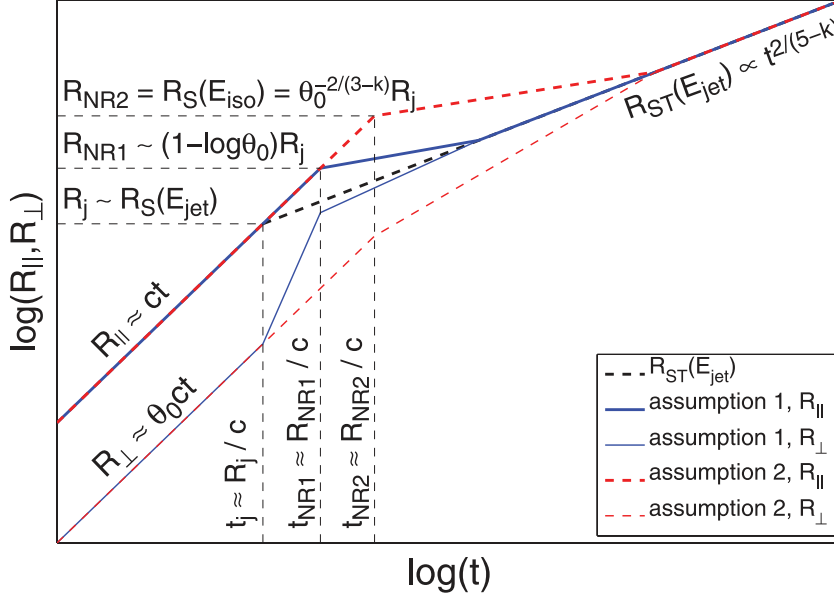 R_NR2 = R_S(E_iso) = θ_0^{-2/(3-k)}R_j
R_NR1 ~ (1-logθ_0)R_j
R_j ~ R_S(E_jet)
R_ST(E_jet) ∝ t^{2/(5-k)}
log(R_||,R_⊥)
R_|| ≈ ct
R_⊥ ≈ θ_0ct
t_j ≈ R_j / c
t_NR1 ≈ R_NR1 / c
t_NR2 ≈ R_NR2 / c
R_ST(E_jet)
assumption 1, R_||
assumption 1, R_⊥
assumption 2, R_||
assumption 2, R_⊥
log(t)